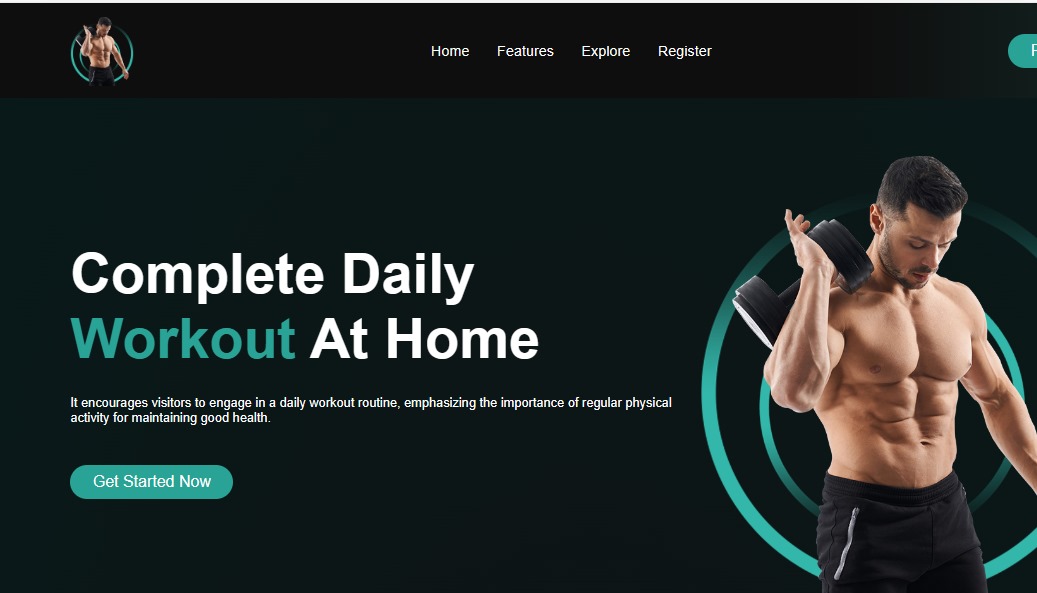 Home Features Explore Register
Complete Daily
Workout At Home
It encourages visitors to engage in a daily workout routine, emphasizing the importance of regular physical
activity for maintaining good health.
Get Started Now